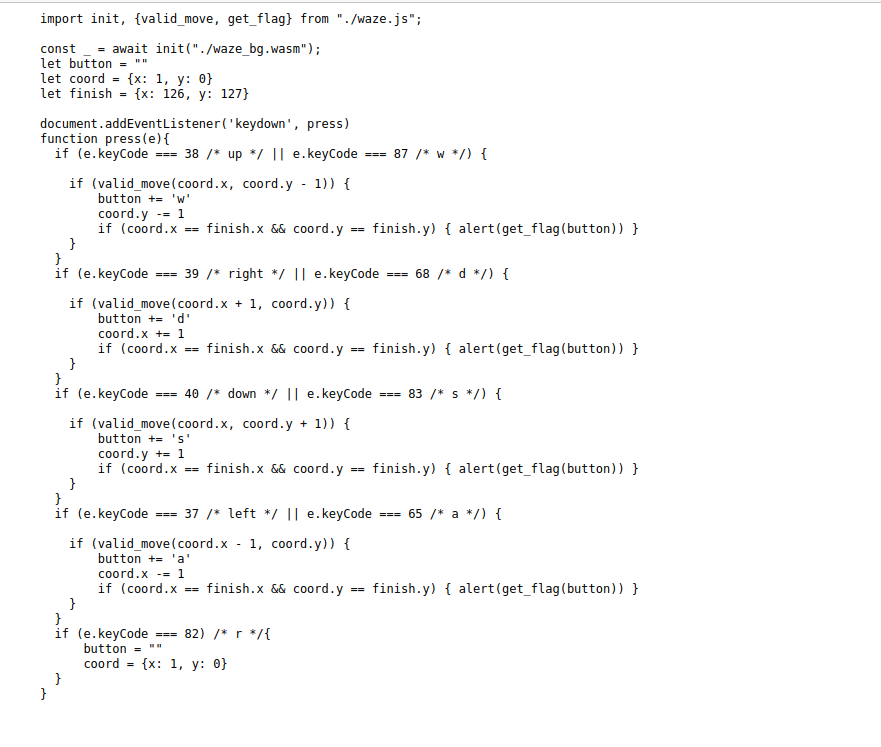 import init, {valid_move, get_flag} from "./waze.js";
const _ = await init("./waze_bg.wasm");
let button = ""
let coord = {x: 1, y: 0}
let finish = {x: 126, y: 127}
document.addEventListener('keydown', press)
function press(e){
if (e.keyCode === 38 /* up */ || e.keyCode === 87 /* w */) {
if (valid_move(coord.x, coord.y - 1)) {
button += 'w'
coord.y -= 1
if (coord.x == finish.x && coord.y == finish.y) { alert(get_flag(button)) }
}
}
if (e.keyCode === 39 /* right */ || e.keyCode === 68 /* d */) {
if (valid_move(coord.x + 1, coord.y)) {
button += 'd'
coord.x += 1
if (coord.x == finish.x && coord.y == finish.y) { alert(get_flag(button)) }
}
}
if (e.keyCode === 40 /* down */ || e.keyCode === 83 /* s */) {
if (valid_move(coord.x, coord.y + 1)) {
button += 's'
coord.y += 1
if (coord.x == finish.x && coord.y == finish.y) { alert(get_flag(button)) }
}
}
if (e.keyCode === 37 /* left */ || e.keyCode === 65 /* a */) {
if (valid_move(coord.x - 1, coord.y)) {
button += 'a'
coord.x -= 1
if (coord.x == finish.x && coord.y == finish.y) { alert(get_flag(button)) }
}
}
if (e.keyCode === 82) /* r */{
button = ""
coord = {x: 1, y: 0}
}
}